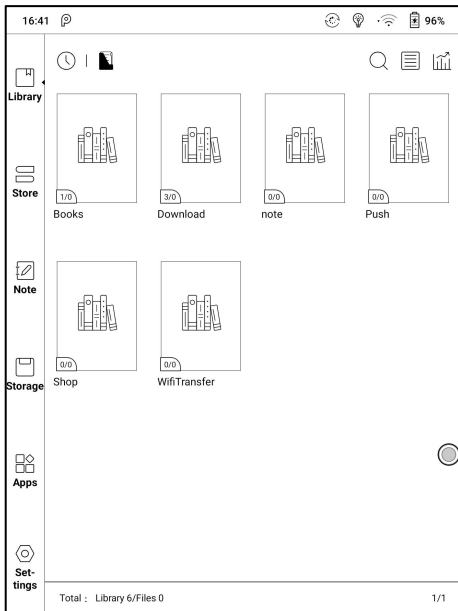 16:41
96%
Library
Store
Note
Storage
Apps
Set-
tings
1/0
Books
3/0
Download
0/0
note
0/0
Push
0/0
Shop
0/0
WifiTransfer
Total : Library 6/Files 0
1/1